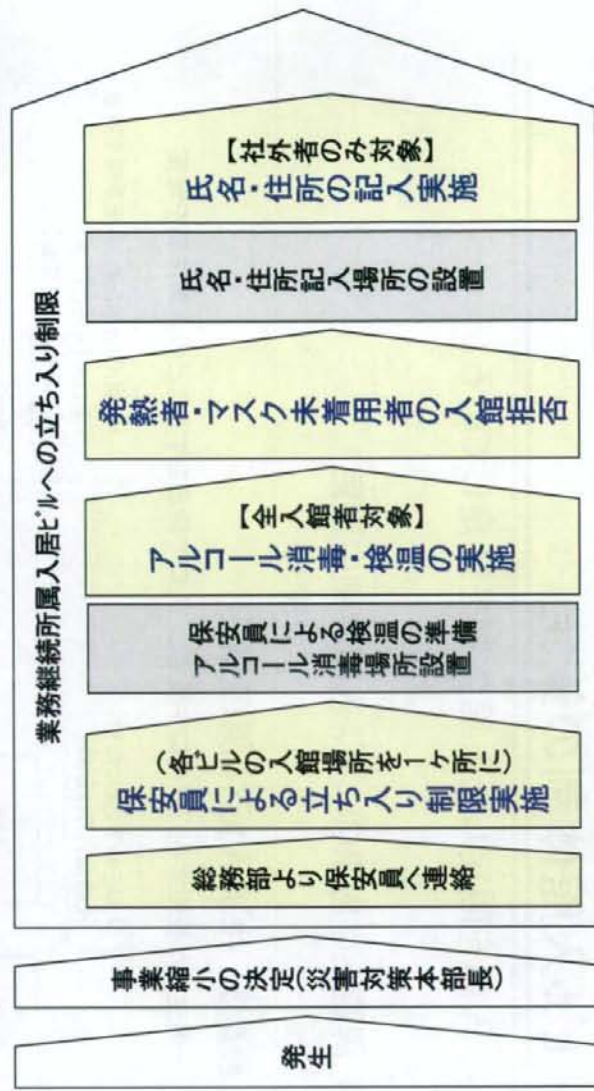 発生
事業縮小の決定(災害対策本部長)
業務継続所属入居ﾋﾞﾙへの立ち入り制限
総務部より保安員へ連絡
保安員による立ち入り制限実施
(各ビルの入館場所を一ヶ所に)
アルコール消毒場所設置
保安員による検温の準備
アルコール消毒・検温の実施
【全入館者対象】
発熱者・マスク未着用者の入館拒否
氏名・住所記入場所の設置
氏名・住所の記入実施
【社外者のみ対象】